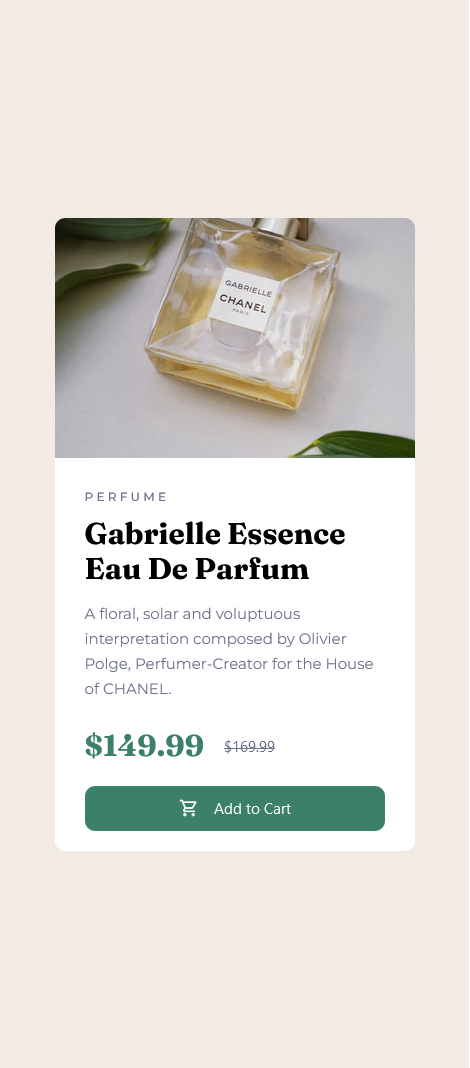 GABRIELLE
CHANEL
PARIS
PERFUME
Gabrielle Essence
Eau De Parfum
A floral, solar and voluptuous
interpretation composed by Olivier
Polge, Perfumer-Creator for the House
of CHANEL.
$149.99 $169.99
Add to Cart